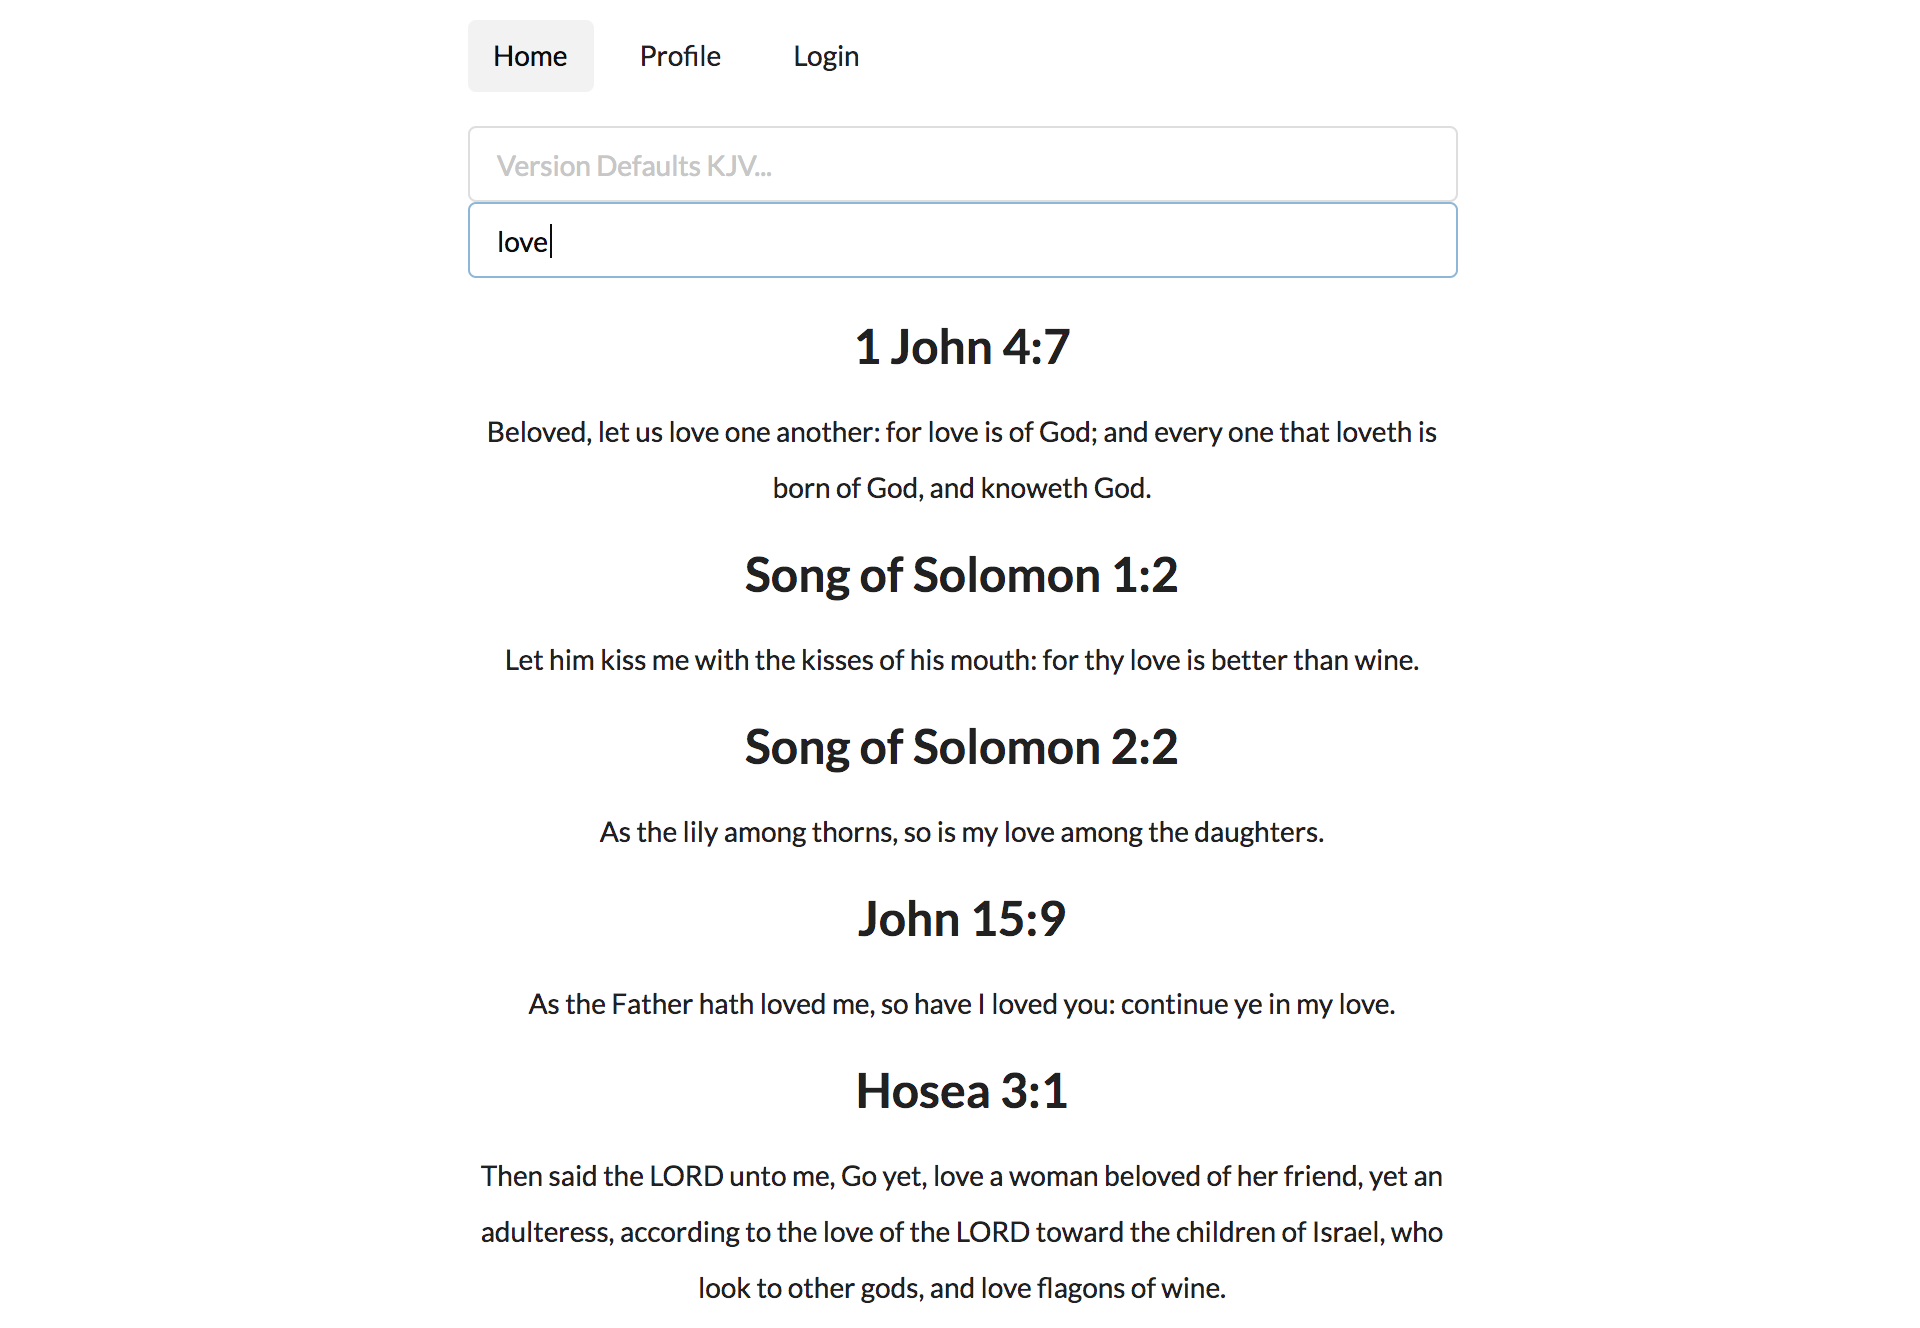 Home Profile Login
Version Defaults KJV...
love
1 John 4:7
Beloved, let us love one another: for love is of God; and every one that loveth is
born of God, and knoweth God.
Song of Solomon 1:2
Let him kiss me with the kisses of his mouth: for thy love is better than wine.
Song of Solomon 2:2
As the lily among thorns, so is my love among the daughters.
John 15:9
As the Father hath loved me, so have I loved you: continue ye in my love.
Hosea 3:1
Then said the LORD unto me, Go yet, love a woman beloved of her friend, yet an
adulteress, according to the love of the LORD toward the children of Israel, who
look to other gods, and love flagons of wine.